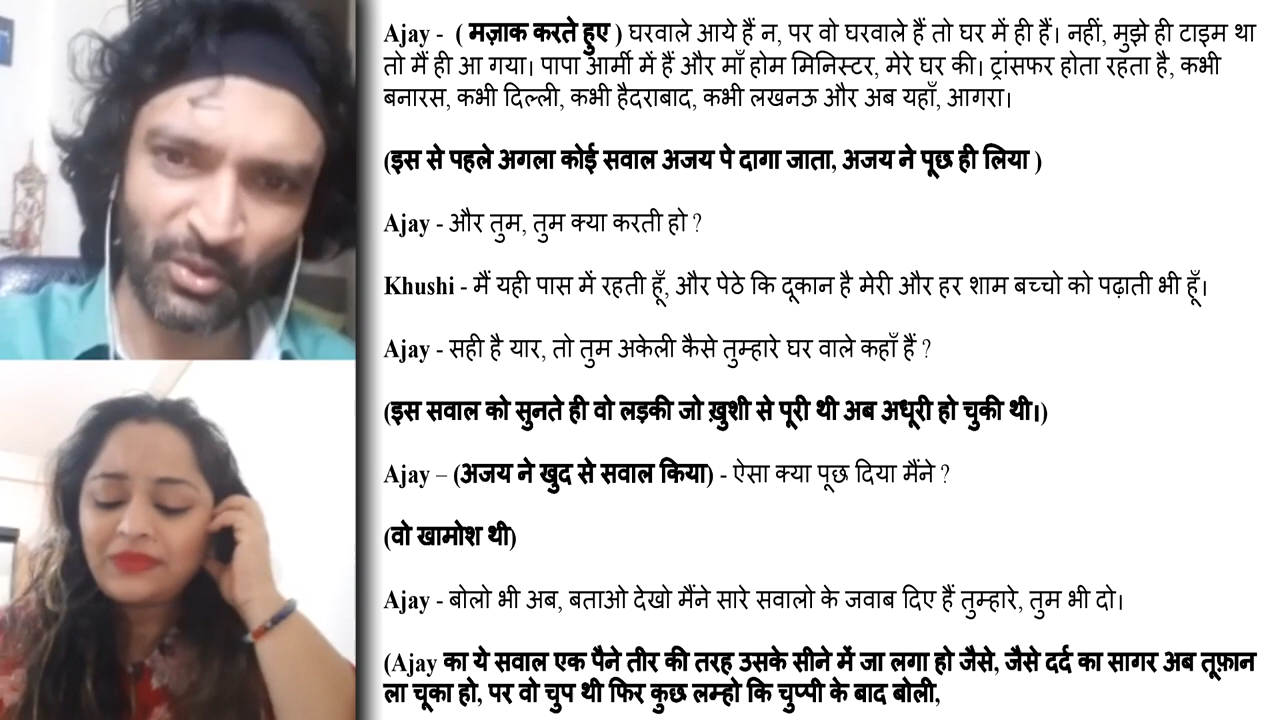 Ajay - ( मज़ाक करते हुए ) घरवाले आये हैं न, पर वो घरवाले हैं तो घर में ही हैं। नहीं, मुझे ही टाइम था
तो मैं ही आ गया। पापा आर्मी में हैं और माँ होम मिनिस्टर, मेरे घर की। ट्रांसफर होता रहता है, कभी
बनारस, कभी दिल्ली, कभी हैदराबाद, कभी लखनऊ और अब यहाँ, आगरा।
(इस से पहले अगला कोई सवाल अजय पे दागा जाता, अजय ने पूछ ही लिया )
Ajay - और तुम, तुम क्या करती हो ?
Khushi - मैं यही पास में रहती हूँ, और पेठे कि दूकान है मेरी और हर शाम बच्चो को पढ़ाती भी हूँ।
Ajay - सही है यार, तो तुम अकेली कैसे तुम्हारे घर वाले कहाँ हैं ?
(इस सवाल को सुनते ही वो लड़की जो ख़ुशी से पूरी थी अब अधूरी हो चुकी थी।)
Ajay – (अजय ने खुद से सवाल किया) - ऐसा क्या पूछ दिया मैंने ?
(वो खामोश थी)
Ajay - बोलो भी अब, बताओ देखो मैंने सारे सवालो के जवाब दिए हैं तुम्हारे, तुम भी दो।
(Ajay का ये सवाल एक पैने तीर की तरह उसके सीने में जा लगा हो जैसे, जैसे दर्द का सागर अब तूफ़ान
ला चूका हो, पर वो चुप थी फिर कुछ लम्हो कि चुप्पी के बाद बोली,